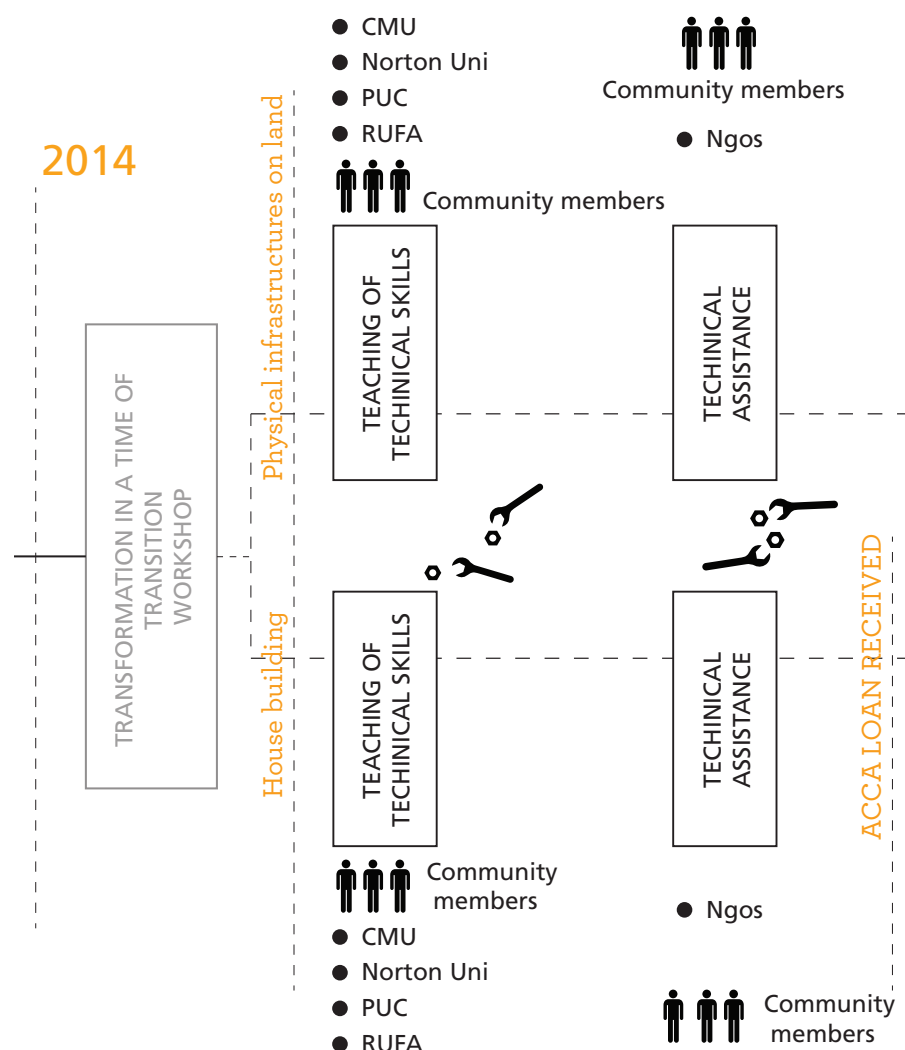 2014
TRANSFORMATION IN A TIME OF
TRANSITION
WORKSHOP
Physical infrastructures on land
CMU
Norton Uni
PUC
RUFA
Community members
TEACHING OF
TECHINICAL SKILLS
Community members
Ngos
TECHINICAL
ASSISTANCE
House building
TEACHING OF
TECHINICAL SKILLS
Community
members
CMU
Norton Uni
PUC
RUFA
TECHINICAL
ASSISTANCE
Ngos
Community
members
ACCA LOAN RECEIVED